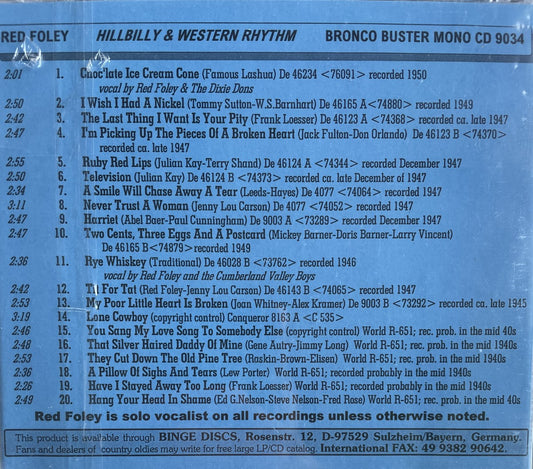 RED FOLEY HILLBILLY & WESTERN RHYTHM BRONCO BUSTER MONO CD 9034
2:01 1. Choc'late Ice Cream Cone (Famous Lashua) De 46234 <76091> recorded 1950
vocal by Red Foley & The Dixie Dons
2:50 2. I Wish I Had A Nickel (Tommy Sutton-W.S.Barnhart) De 46165 A <74880> recorded 1949
2:42 3. The Last Thing I Want Is Your Pity (Frank Loesser) De 46123 A <74368> recorded ca. late 1947
2:47 4. I'm Picking Up The Pieces Of A Broken Heart (Jack Fulton-Don Orlando) De 46123 B <74370>
recorded ca. late 1947
2:55 5. Ruby Red Lips (Julian Kay-Terry Shand) De 46124 A <74344> recorded December 1947
2:50 6. Television (Julian Kay) De 46124 B <74373> recorded ca. late December of 1947
2:34 7. A Smile Will Chase Away A Tear (Leeds-Hayes) De 4077 <74064> recorded 1947
3:11 8. Never Trust A Woman (Jenny Lou Carson) De 4077 <74052> recorded 1947
2:47 9. Harriet (Abel Baer-Paul Cunningham) De 9003 A <73289> recorded December 1947
2:47 10. Two Cents, Three Eggs And A Postcard (Mickey Barner-Doris Barner-Larry Vincent)
De 46165 B<74879> recorded 1949
2:36 11. Rye Whiskey (Traditional) De 46028 B <73762> recorded 1946
vocal by Red Foley and the Cumberland Valley Boys
2:42 12. Tit For Tat (Red Foley-Jenny Lou Carson) De 46143 B <74065> recorded 1947
2:53 13. My Poor Little Heart Is Broken (Joan Whitney-Alex Kramer) De 9003 B <73292> recorded ca. late 1945
3:19 14. Lone Cowboy (copyright control) Conqueror 8163 A <C 535>
2:46 15. You Sang My Love Song To Somebody Else (copyright control) World R-651; rec. prob. in the mid 40s
2:48 16. That Silver Haired Daddy Of Mine (Gene Autry-Jimmy Long) World R-651; rec. prob. in the mid 1940s
2:53 17. They Cut Down The Old Pine Tree (Raskin-Brown-Elisen) World R-651; rec. prob. in the mid 1940s
2:36 18. A Pillow Of Sighs And Tears (Lew Porter) World R-651; recorded probably in the mid 1940s
2:26 19. Have I Stayed Away Too Long (Frank Loesser) World R-651; recorded probably in the mid 1940s
2:49 20. Hang Your Head In Shame (Ed G.Nelson-Steve Nelson-Fred Rose) World R-651; rec. prob. in the mid 1940s
Red Foley is solo vocalist on all recordings unless otherwise noted.
This product is available through BINGE DISCS, Rosenstr. 12, D-97529 Sulzheim/Bayern, Germany.
Fans and dealers of country oldies may write for free large LP/CD catalog. International FAX: 49 9382 90642.